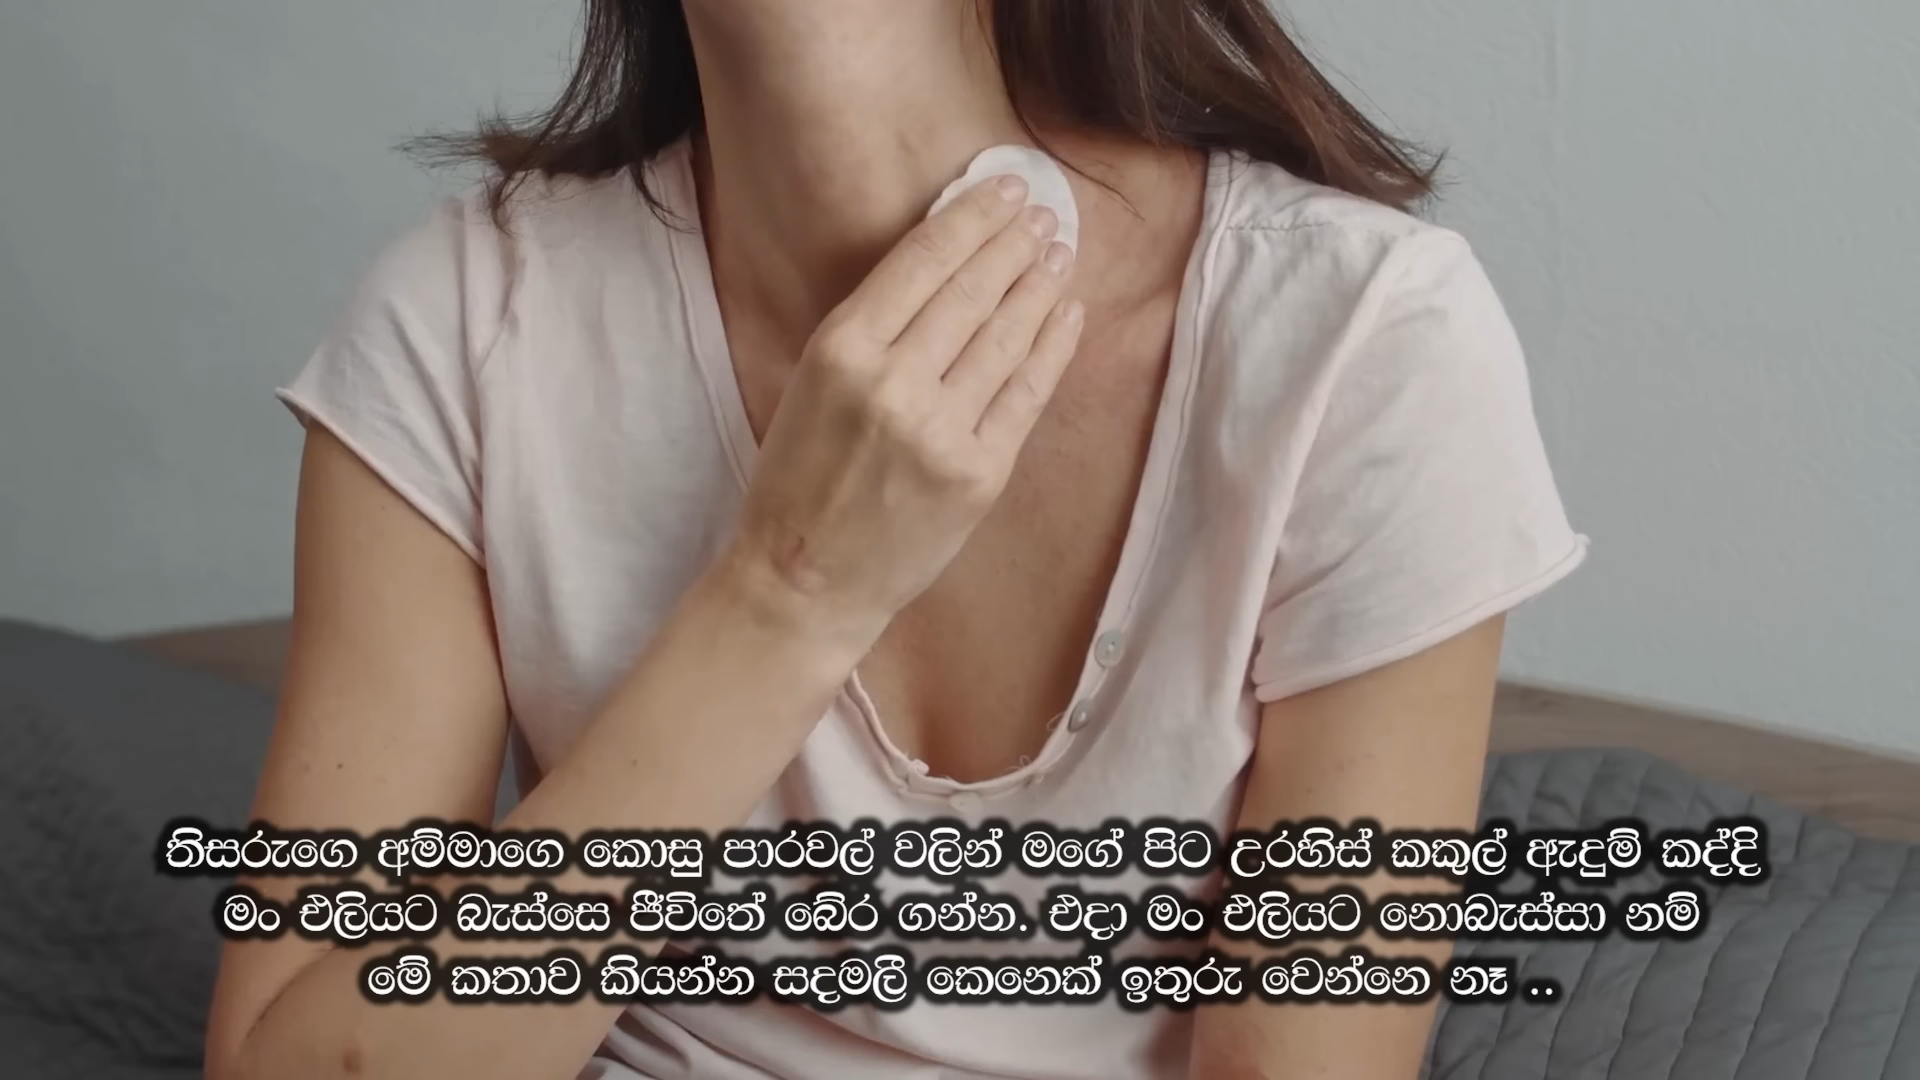 තිසරුගෙ අම්මාගෙ කොසු පාරවල් වලින් මගේ පිට උරහිස් කකුල් ඇදුම් කද්දි
මං එලියට බැස්සෙ ජීවිතේ බේර ගන්න. එදා මං එලියට නොබැස්සා නම්
මේ කතාව කියන්න සදමලී කෙනෙක් ඉතුරු වෙන්නෙ නෑ ..